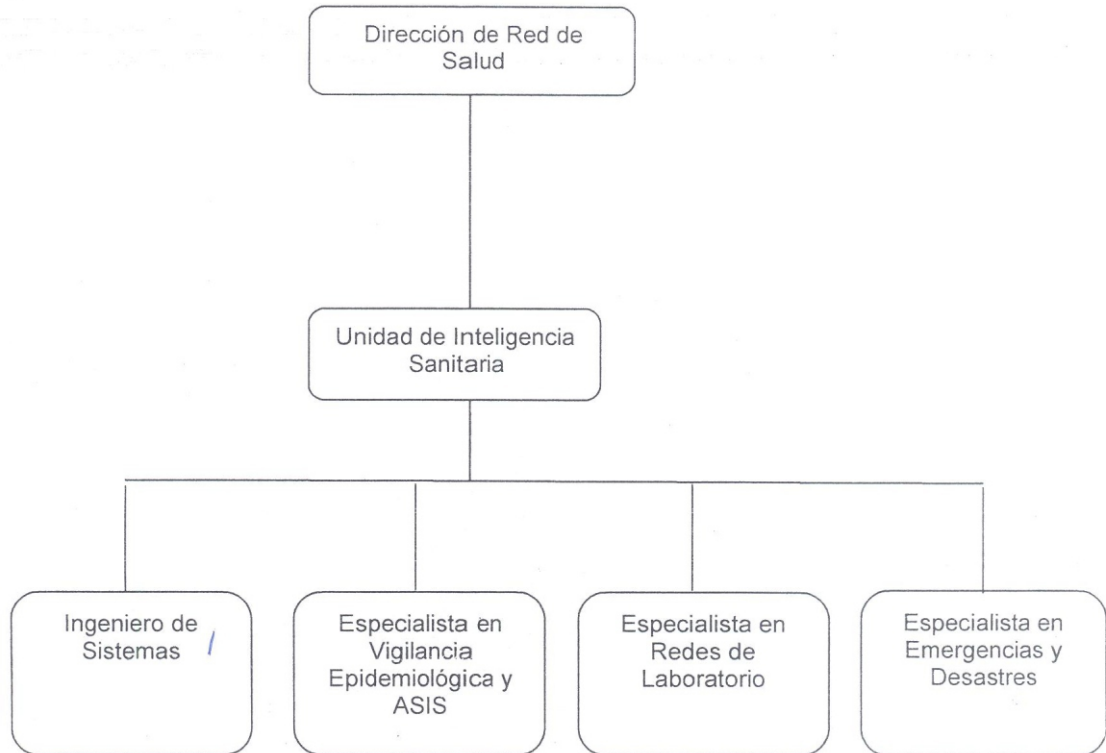 Dirección de Red de
Salud
Unidad de Inteligencia
Sanitaria
Ingeniero de
Sistemas
Especialista en
Vigilancia
Epidemiológica y
ASIS
Especialista en
Redes de
Laboratorio
Especialista en
Emergencias y
Desastres